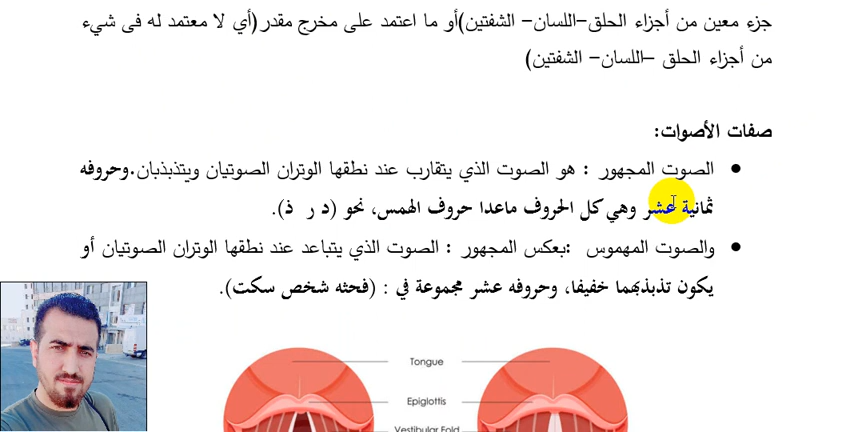 جزء معين من أجزاء الحلق–اللسان– الشفتين)أو ما اعتمد على مخرج مقدر(أي لا معتمد له فى شيء
من أجزاء الحلق –اللسان– الشفتين)
صفات الأصوات:
الصوت المجهور : هو الصوت الذي يتقارب عند نطقها الوتران الصوتيان ويتذبذبان.وحروفه
ثمانية عشر وهي كل الحروف ماعدا حروف الهمس، نحو (د ر ذ).
والصوت المهموس :بعكس المجهور : الصوت الذي يتباعد عند نطقها الوتران الصوتيان أو
يكون تذبذبهما خفيفا، وحروفه عشر مجموعة في : (فحثه شخص سكت).
Tongue
Epiglottis
Vestibular Fold